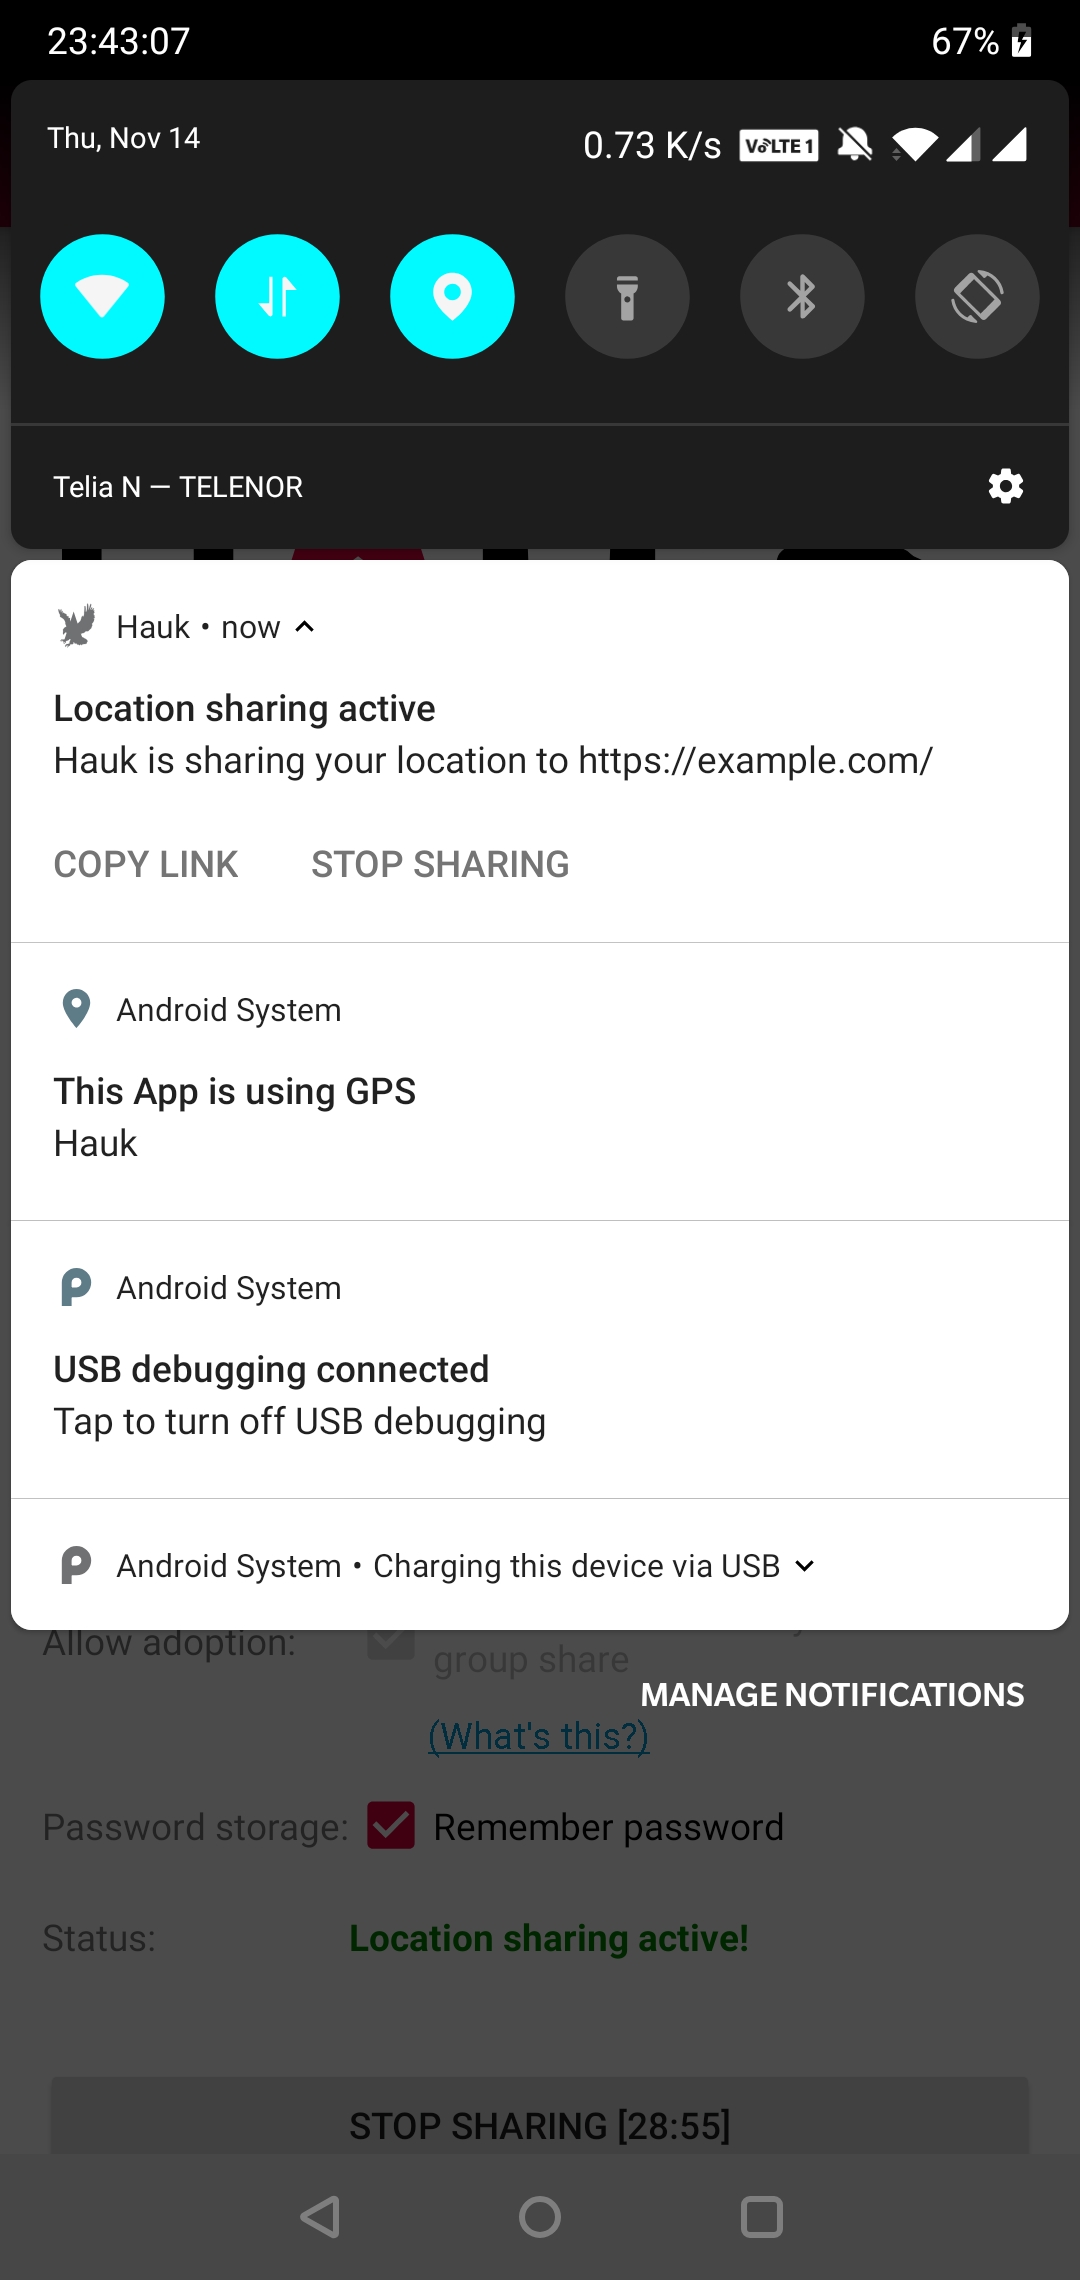 23:43:07 67%
Thu, Nov 14 0.73 K/s VoLTE 1
Telia N — TELENOR
Hauk • now
Location sharing active
Hauk is sharing your location to https://example.com/
COPY LINK STOP SHARING
Android System
This App is using GPS
Hauk
Android System
USB debugging connected
Tap to turn off USB debugging
Android System • Charging this device via USB
Allow adoption:
group share
MANAGE NOTIFICATIONS
(What's this?)
Password storage: Remember password
Status: Location sharing active!
STOP SHARING [28:55]